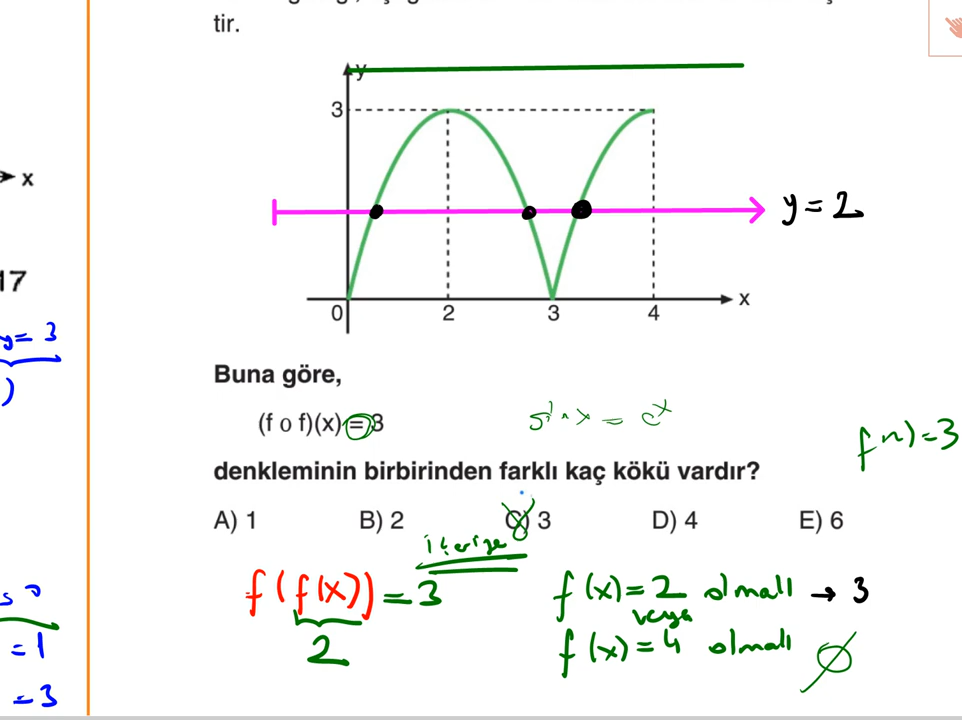 tir.
y
3
x
y = 2
0
2
3
4
x
17
y = 3
)
Buna göre,
(f o f)(x) = 3
sin x = e^x
f(x) = 3
denkleminin birbirinden farklı kaç kökü vardır?
A) 1
B) 2
C) 3
D) 4
E) 6
f(f(x)) = 3
2
f(x) = 2 olmalı → 3
veya
f(x) = 4 olmalı ∅
= 1
= 3